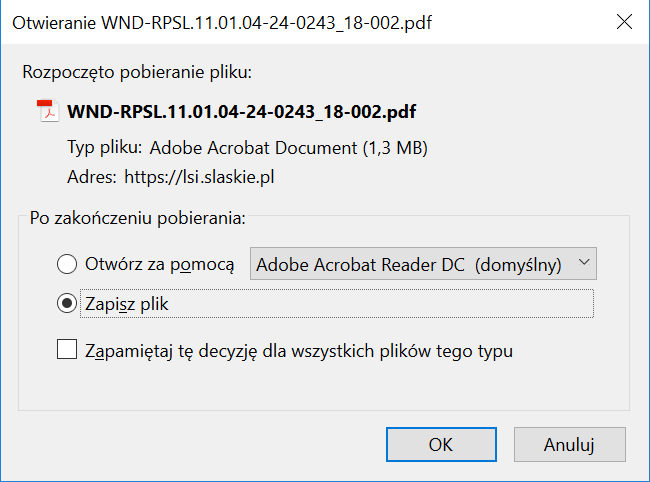 Otwieranie WND-RPSL.11.01.04-24-0243_18-002.pdf
Rozpoczęto pobieranie pliku:
WND-RPSL.11.01.04-24-0243_18-002.pdf
Typ pliku: Adobe Acrobat Document (1,3 MB)
Adres: https://lsi.slaskie.pl
Po zakończeniu pobierania:
Otwórz za pomocą Adobe Acrobat Reader DC (domyślny)
Zapisz plik
Zapamiętaj tę decyzję dla wszystkich plików tego typu
OK Anuluj